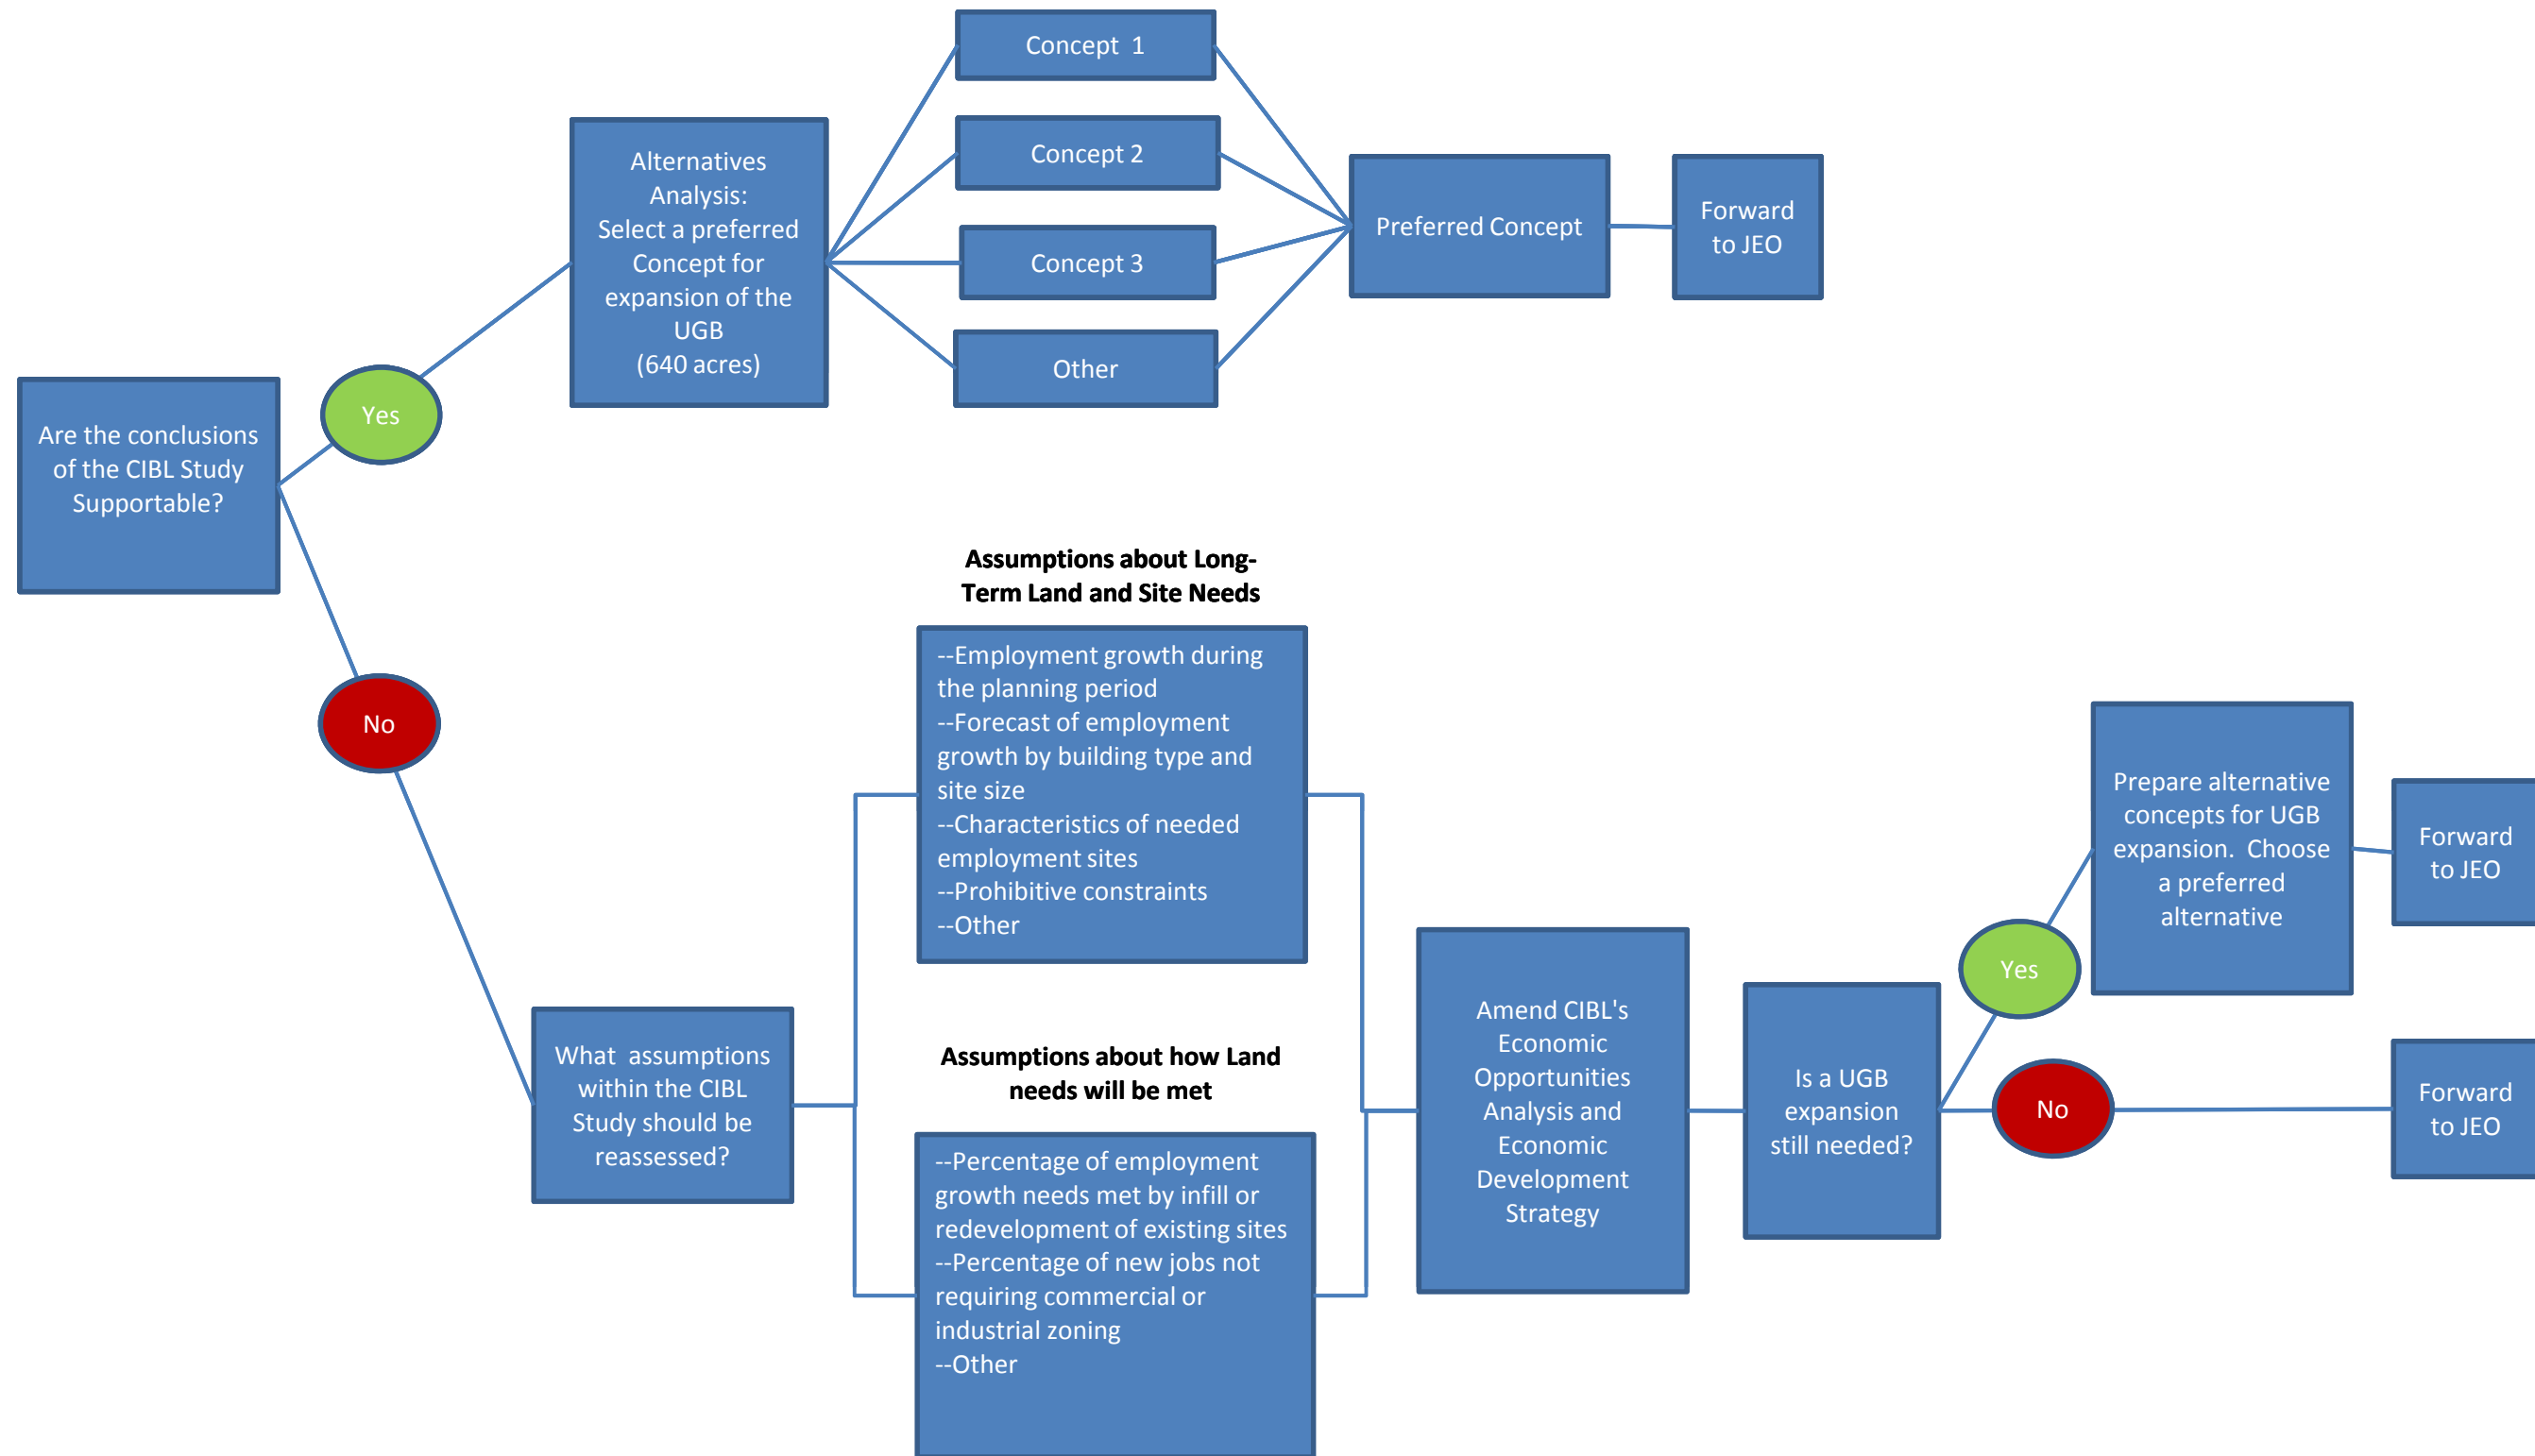 Are the conclusions
of the CIBL Study
Supportable?
Yes
Alternatives
Analysis:
Select a preferred
Concept for
expansion of the
UGB
(640 acres)
Concept 1
Concept 2
Concept 3
Other
Preferred Concept
Forward
to JEO
No
What assumptions
within the CIBL
Study should be
reassessed?
Assumptions about Long-
Term Land and Site Needs
--Employment growth during
the planning period
--Forecast of employment
growth by building type and
site size
--Characteristics of needed
employment sites
--Prohibitive constraints
--Other
Assumptions about how Land
needs will be met
--Percentage of employment
growth needs met by infill or
redevelopment of existing sites
--Percentage of new jobs not
requiring commercial or
industrial zoning
--Other
Amend CIBL's
Economic
Opportunities
Analysis and
Economic
Development
Strategy
Is a UGB
expansion
still needed?
Yes
Prepare alternative
concepts for UGB
expansion. Choose
a preferred
alternative
Forward
to JEO
No
Forward
to JEO